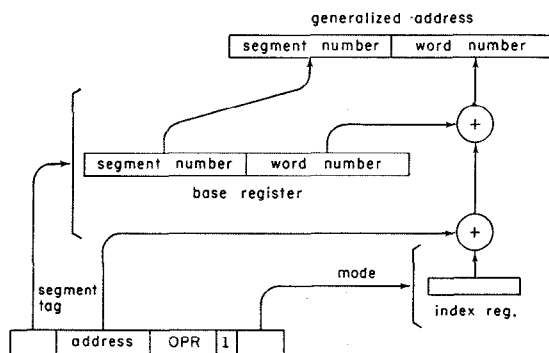 generalized address
segment number word number
+
segment number word number
base register
+
segment tag
mode
index reg.
address OPR 1